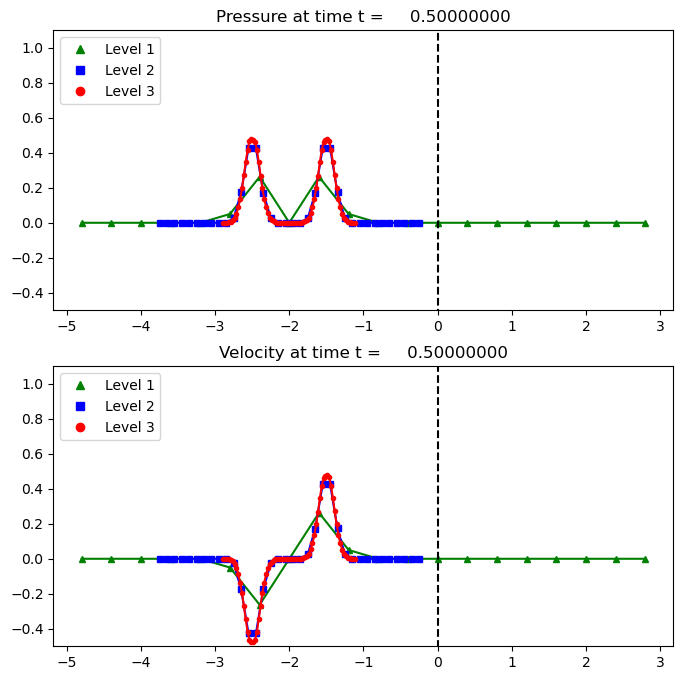 Pressure at time t =     0.50000000
1.0
0.8
0.6
0.4
0.2
0.0
−0.2
−0.4
Level 1
Level 2
Level 3
−5 −4 −3 −2 −1 0 1 2 3
Velocity at time t =     0.50000000
1.0
0.8
0.6
0.4
0.2
0.0
−0.2
−0.4
Level 1
Level 2
Level 3
−5 −4 −3 −2 −1 0 1 2 3